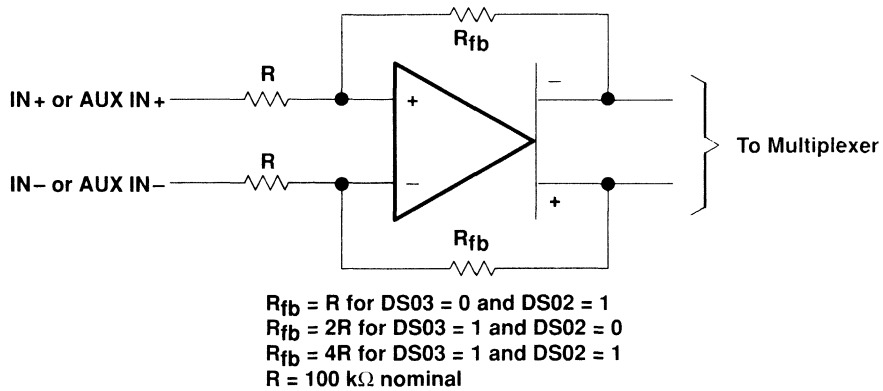 Rfb
R
IN+ or AUX IN+
+
−
To Multiplexer
R
IN− or AUX IN−
−
+
Rfb
Rfb = R for DS03 = 0 and DS02 = 1
Rfb = 2R for DS03 = 1 and DS02 = 0
Rfb = 4R for DS03 = 1 and DS02 = 1
R = 100 kΩ nominal